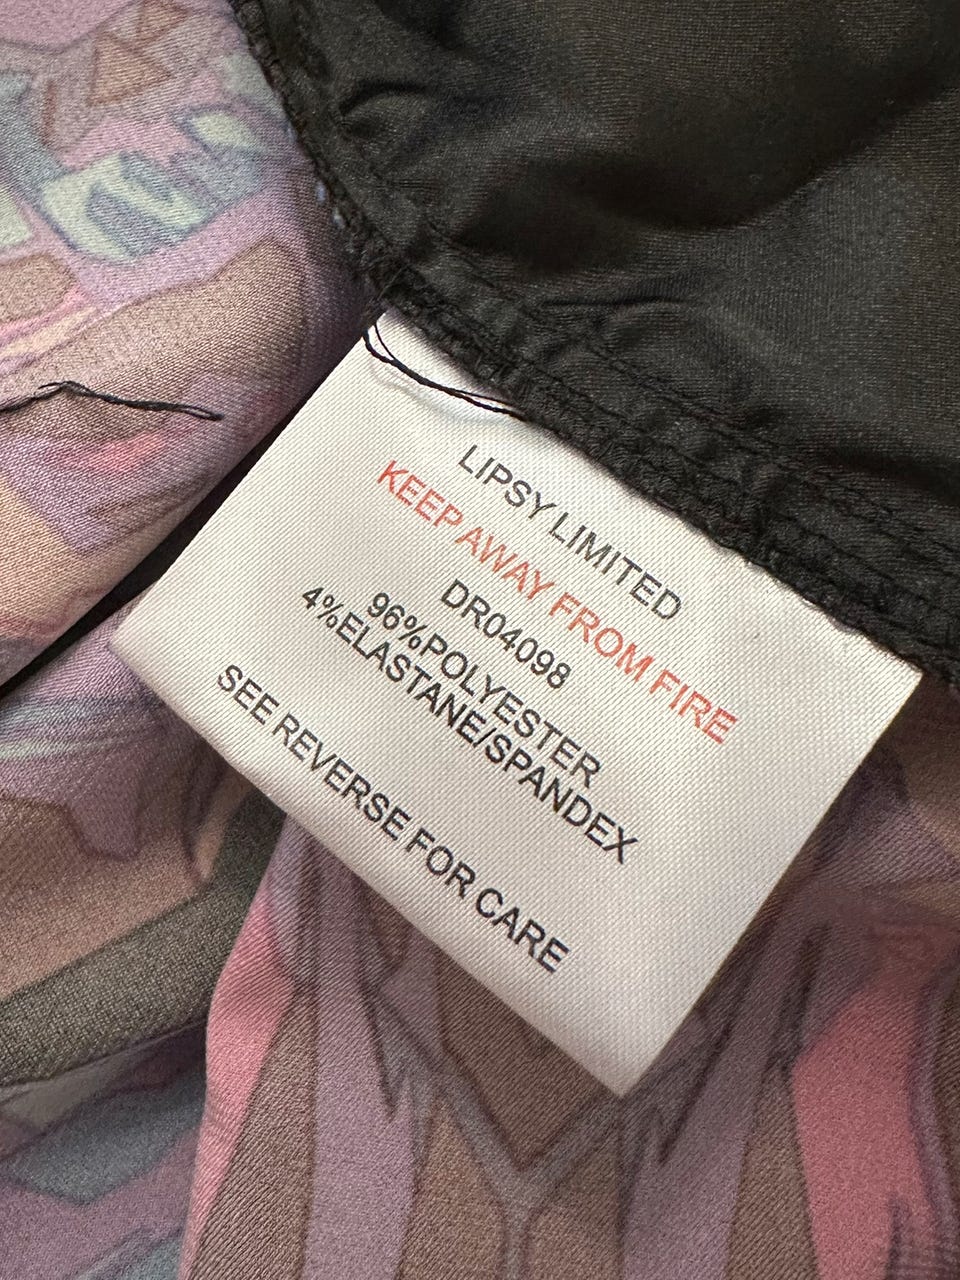 LIPSY LIMITED
KEEP AWAY FROM FIRE
DR04098
96%POLYESTER
4%ELASTANE/SPANDEX
SEE REVERSE FOR CARE